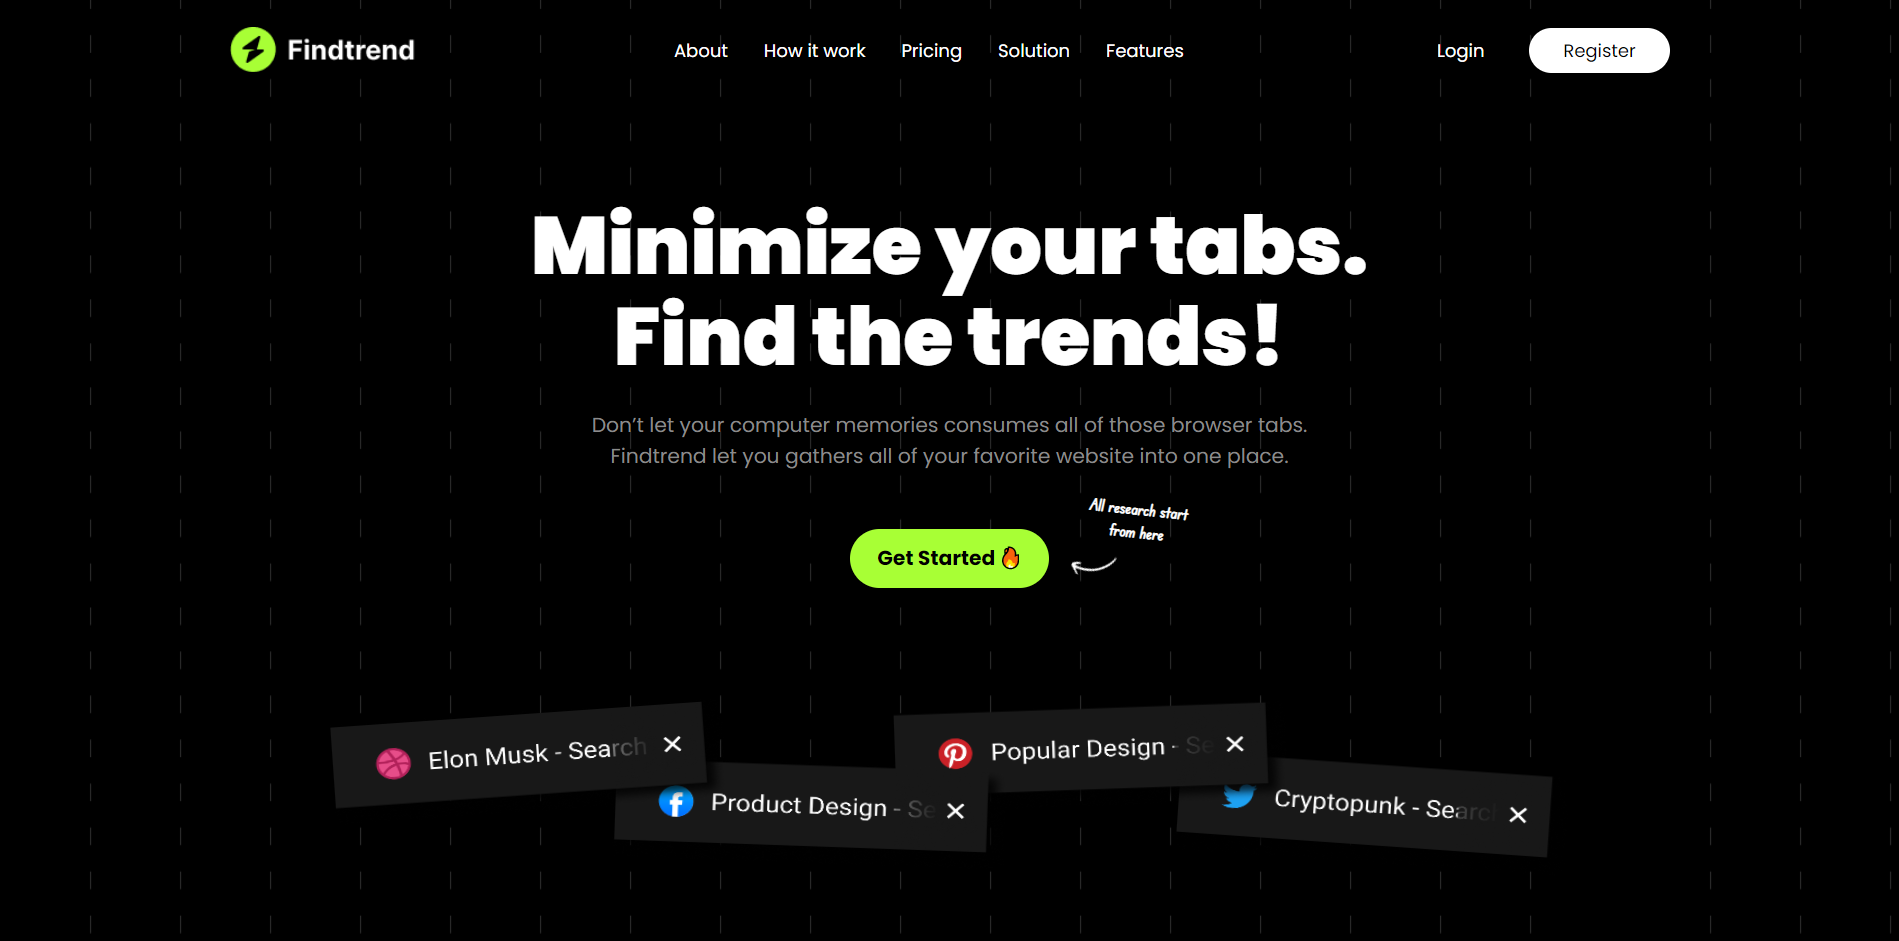 Findtrend
About
How it work
Pricing
Solution
Features
Login
Register
Minimize your tabs.
Find the trends!
Don’t let your computer memories consumes all of those browser tabs.
Findtrend let you gathers all of your favorite website into one place.
All research start
from here
Get Started
Elon Musk - Search
Popular Design - Se
Product Design - Se
Cryptopunk - Searc